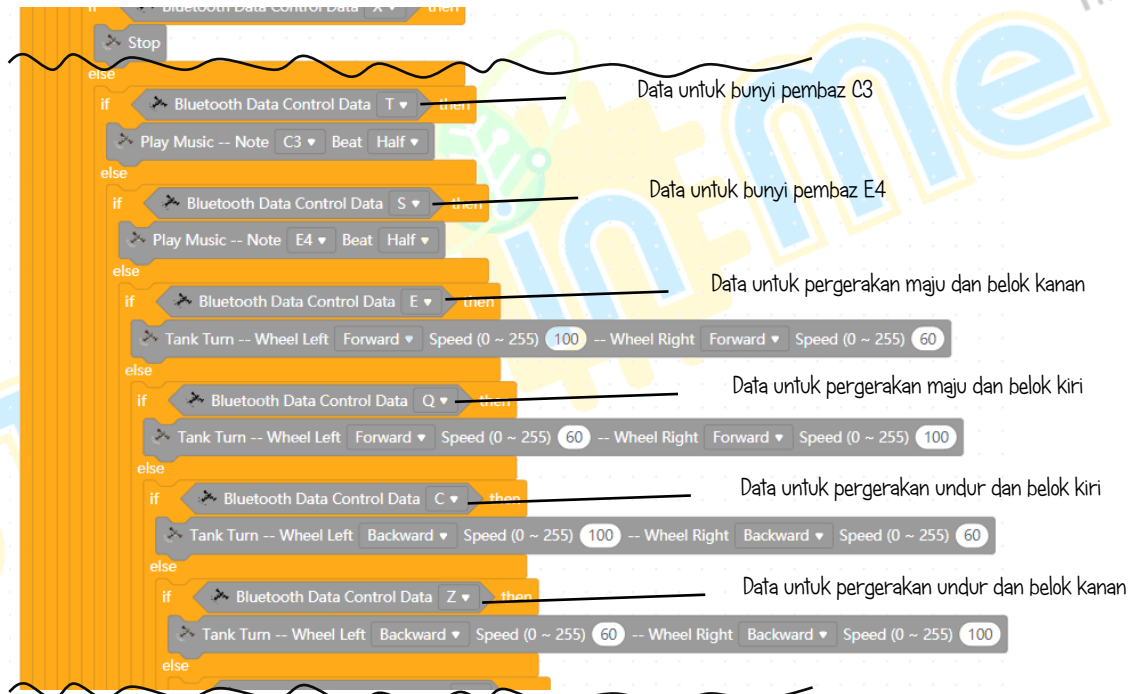 if Bluetooth Data Control Data X ▾ then
Stop
else
if Bluetooth Data Control Data T ▾ then
Data untuk bunyi pembaz C3
Play Music -- Note C3 ▾ Beat Half ▾
else
if Bluetooth Data Control Data S ▾ then
Data untuk bunyi pembaz E4
Play Music -- Note E4 ▾ Beat Half ▾
else
if Bluetooth Data Control Data E ▾ then
Data untuk pergerakan maju dan belok kanan
Tank Turn -- Wheel Left Forward ▾ Speed (0 ~ 255) 100 -- Wheel Right Forward ▾ Speed (0 ~ 255) 60
else
if Bluetooth Data Control Data Q ▾ then
Data untuk pergerakan maju dan belok kiri
Tank Turn -- Wheel Left Forward ▾ Speed (0 ~ 255) 60 -- Wheel Right Forward ▾ Speed (0 ~ 255) 100
else
if Bluetooth Data Control Data C ▾ then
Data untuk pergerakan undur dan belok kiri
Tank Turn -- Wheel Left Backward ▾ Speed (0 ~ 255) 100 -- Wheel Right Backward ▾ Speed (0 ~ 255) 60
else
if Bluetooth Data Control Data Z ▾ then
Data untuk pergerakan undur dan belok kanan
Tank Turn -- Wheel Left Backward ▾ Speed (0 ~ 255) 60 -- Wheel Right Backward ▾ Speed (0 ~ 255) 100
else
in
me